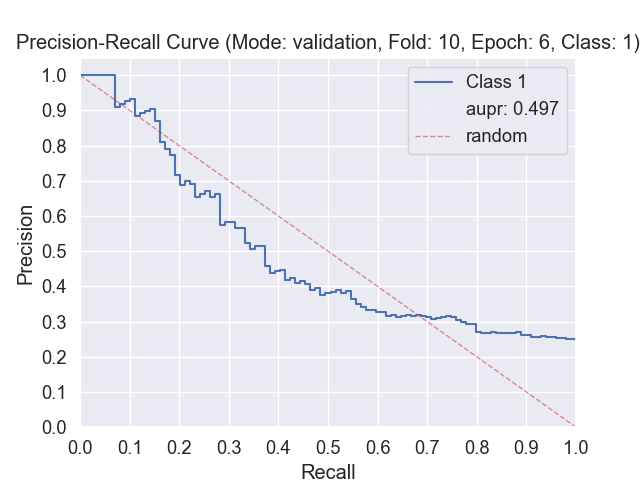 Precision-Recall Curve (Mode: validation, Fold: 10, Epoch: 6, Class: 1)
Class 1
aupr: 0.497
random
Precision
1.0
0.9
0.8
0.7
0.6
0.5
0.4
0.3
0.2
0.1
0.0
0.0 0.1 0.2 0.3 0.4 0.5 0.6 0.7 0.8 0.9 1.0
Recall